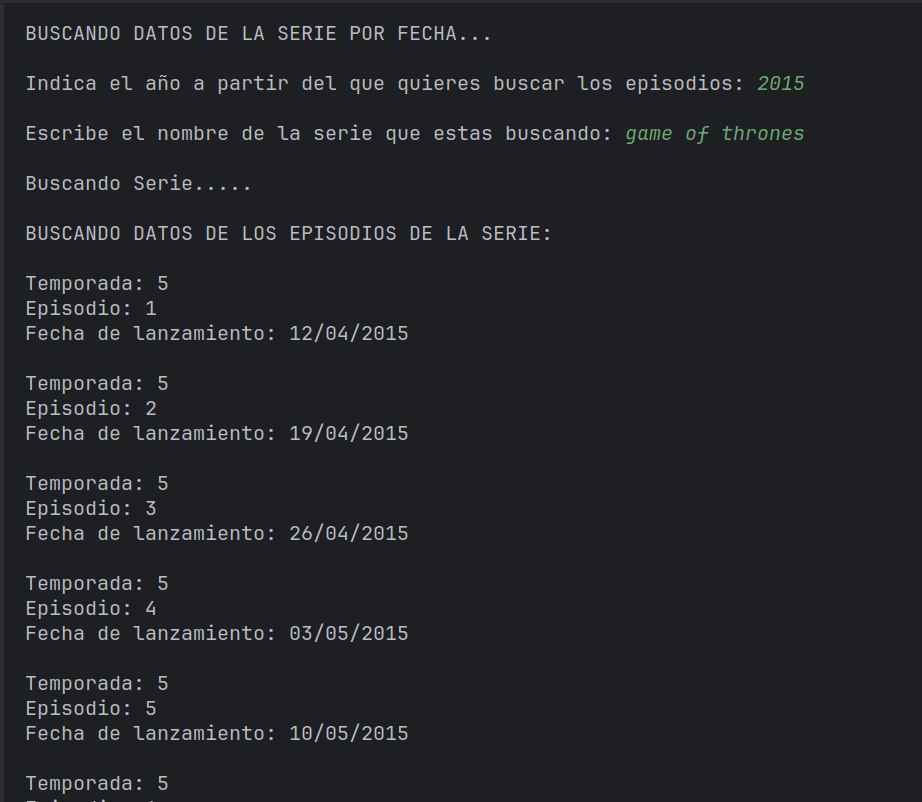 BUSCANDO DATOS DE LA SERIE POR FECHA...
Indica el año a partir del que quieres buscar los episodios: 2015
Escribe el nombre de la serie que estas buscando: game of thrones
Buscando Serie.....
BUSCANDO DATOS DE LOS EPISODIOS DE LA SERIE:
Temporada: 5
Episodio: 1
Fecha de lanzamiento: 12/04/2015
Temporada: 5
Episodio: 2
Fecha de lanzamiento: 19/04/2015
Temporada: 5
Episodio: 3
Fecha de lanzamiento: 26/04/2015
Temporada: 5
Episodio: 4
Fecha de lanzamiento: 03/05/2015
Temporada: 5
Episodio: 5
Fecha de lanzamiento: 10/05/2015
Temporada: 5